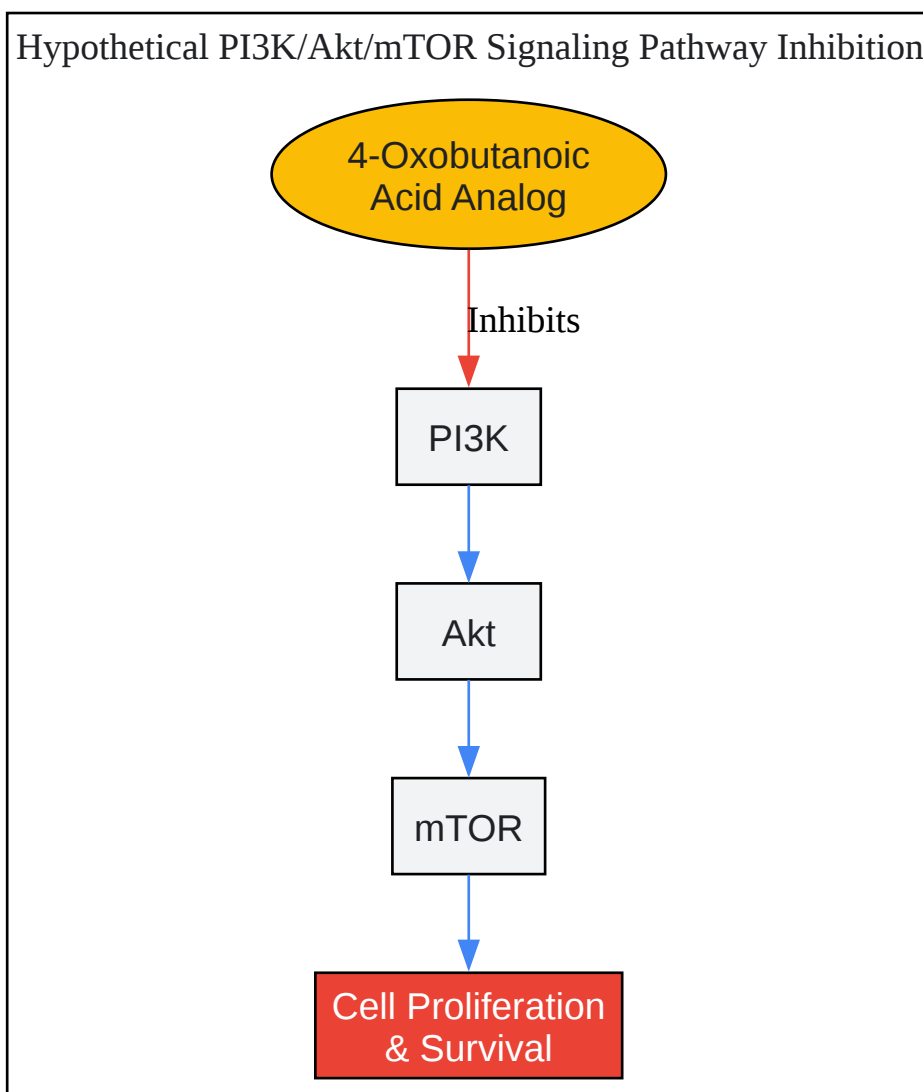 Hypothetical PI3K/Akt/mTOR Signaling Pathway Inhibition
4-Oxobutanoic
Acid Analog
Inhibits
PI3K
Akt
mTOR
Cell Proliferation
& Survival